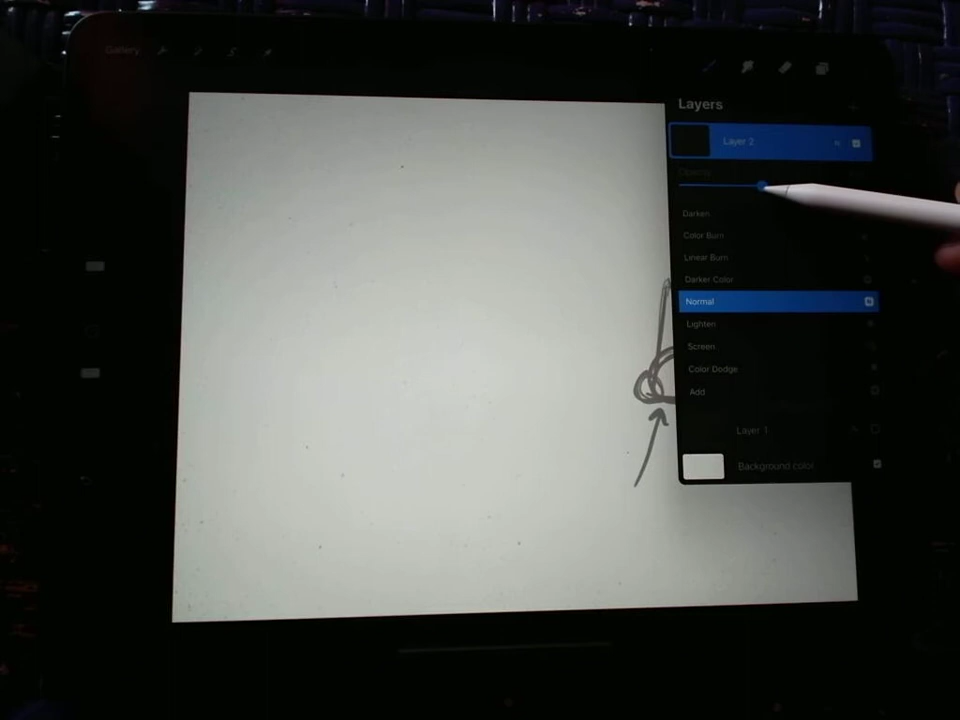 Gallery
Layers
Layer 2 N
Opacity
Darken
Color Burn
Linear Burn
Darker Color
Normal N
Lighten
Screen
Color Dodge
Add
Layer 1
Background color